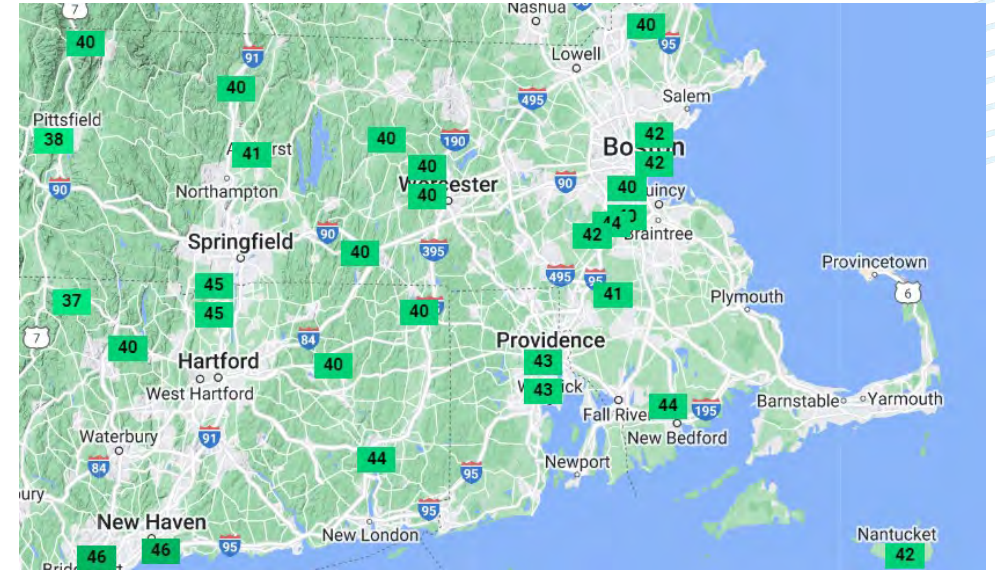 7
Nashua
40
95
40
91
Lowell
40
495
Salem
Pittsfield
38
42
40
190
Boston
41
42
40
90
Worcester
90
40
Northampton
40
44
42
Braintree
Springfield
90
40
395
495
95
Provincetown
6
45
41
37
Plymouth
45
40
7
84
Providence
40
Hartford
43
40
West Hartford
43
Barnstable
Yarmouth
Fall River
44
195
New Bedford
Waterbury
91
84
44
Newport
95
New Haven
95
New London
Nantucket
46
46
95
42